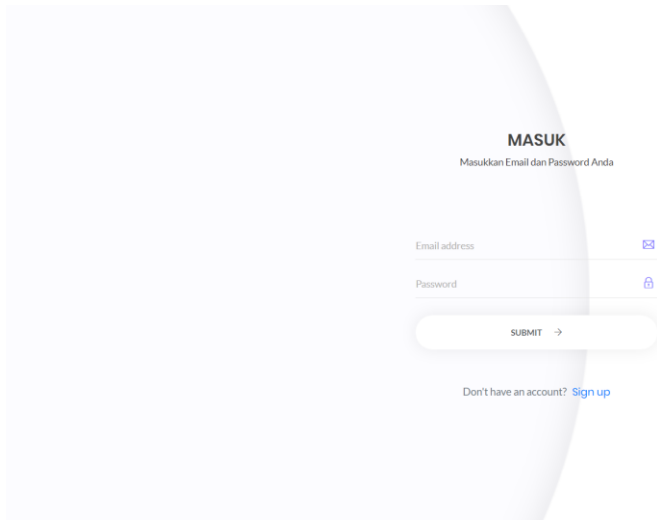 MASUK
Masukkan Email dan Password Anda
Email address
Password
SUBMIT
Don't have an account? Sign up